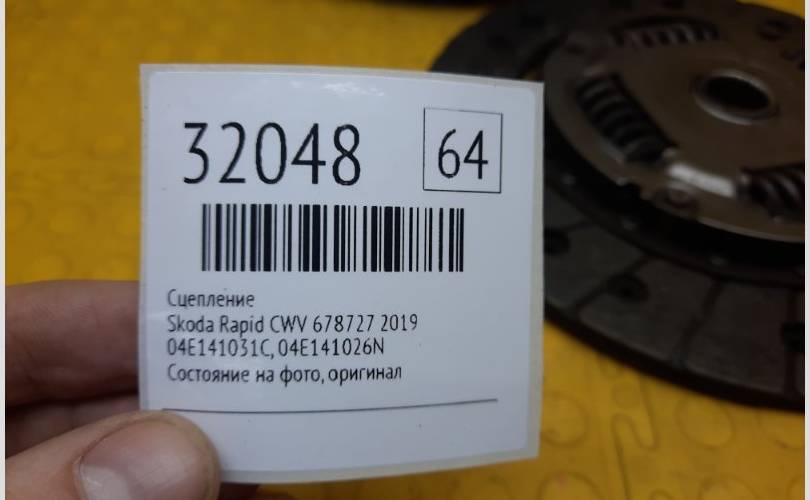 32048
64
Сцепление
Skoda Rapid CWV 678727 2019
04E141031C, 04E141026N
Состояние на фото, оригинал